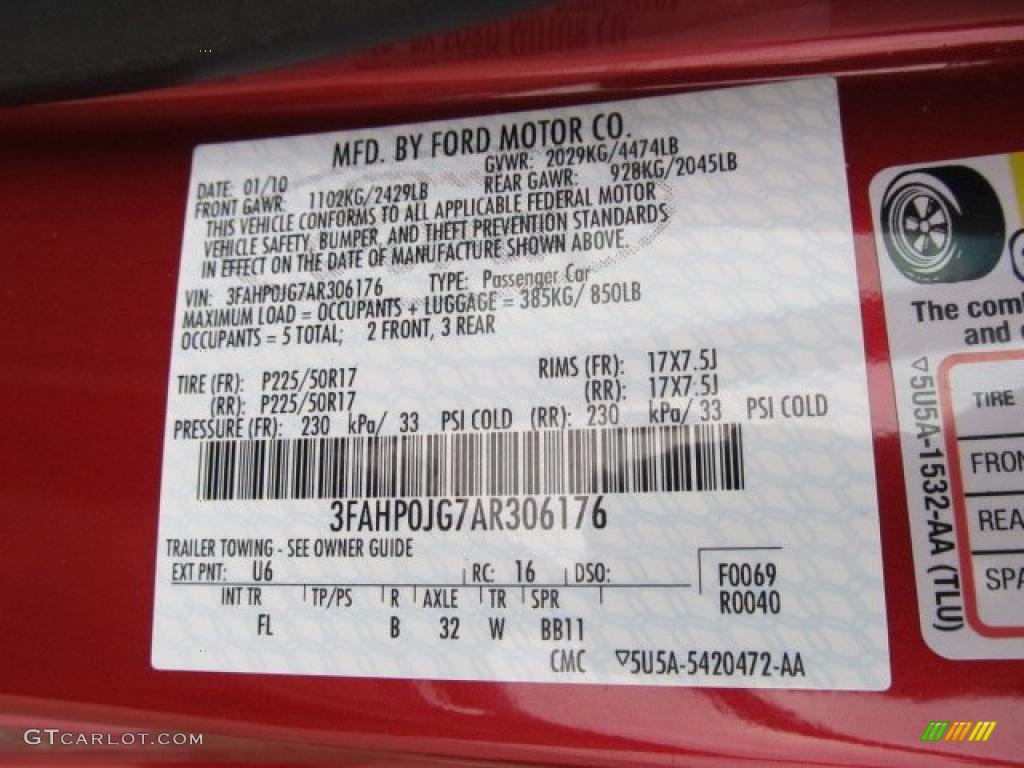 MFD. BY FORD MOTOR CO.
DATE: 01/10 GVWR: 2029KG/4474LB
FRONT GAWR: 1102KG/2429LB REAR GAWR: 928KG/2045LB
THIS VEHICLE CONFORMS TO ALL APPLICABLE FEDERAL MOTOR
VEHICLE SAFETY, BUMPER, AND THEFT PREVENTION STANDARDS
IN EFFECT ON THE DATE OF MANUFACTURE SHOWN ABOVE.
VIN: 3FAHP0JG7AR306176 TYPE: Passenger Car
MAXIMUM LOAD = OCCUPANTS + LUGGAGE = 385KG/ 850LB
OCCUPANTS = 5 TOTAL; 2 FRONT, 3 REAR
TIRE (FR): P225/50R17 RIMS (FR): 17X7.5J
(RR): P225/50R17 (RR): 17X7.5J
PRESSURE (FR): 230 kPa/ 33 PSI COLD (RR): 230 kPa/ 33 PSI COLD
3FAHP0JG7AR306176
TRAILER TOWING - SEE OWNER GUIDE
EXT PNT: U6 RC: 16 DSO: F0069
INT TR TP/PS R AXLE TR SPR R0040
FL B 32 W BB11
CMC 5U5A-5420472-AA
The com
and
5U5A-1532-AA (TLU)
TIRE
FRON
REA
SPA
GTCARLOT.COM